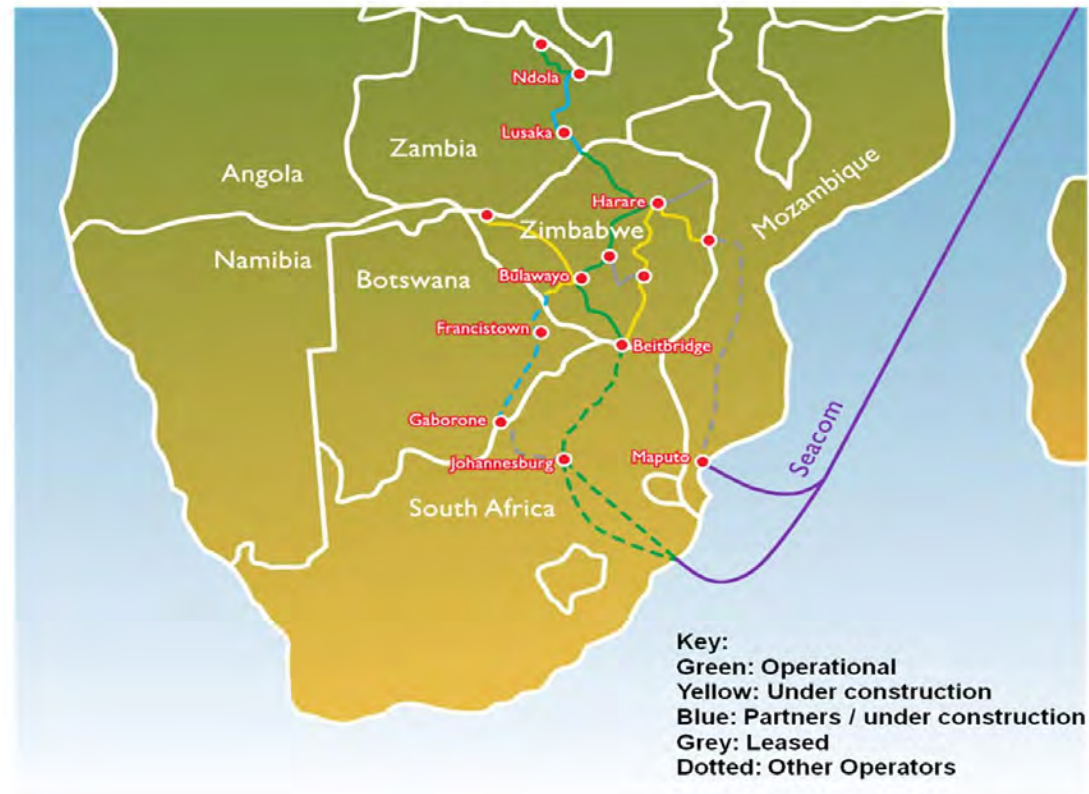 Ndola
Lusaka
Zambia
Angola
Mozambique
Harare
Zimbabwe
Namibia
Botswana
Bulawayo
Francistown
Beitbridge
Gaborone
Johannesburg
Maputo
Seacom
South Africa
Key:
Green: Operational
Yellow: Under construction
Blue: Partners / under construction
Grey: Leased
Dotted: Other Operators